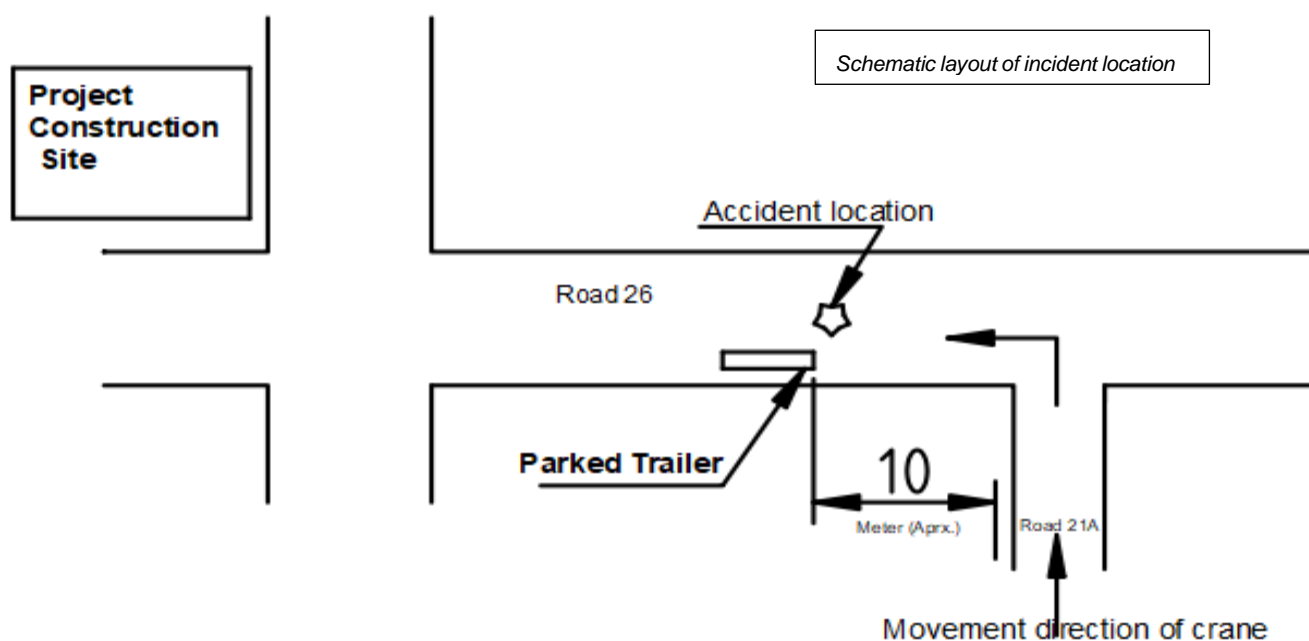 Schematic layout of incident location
Project
Construction
Site
Accident location
Road 26
Parked Trailer
10
Meter (Aprx.)
Road 21A
Movement direction of crane